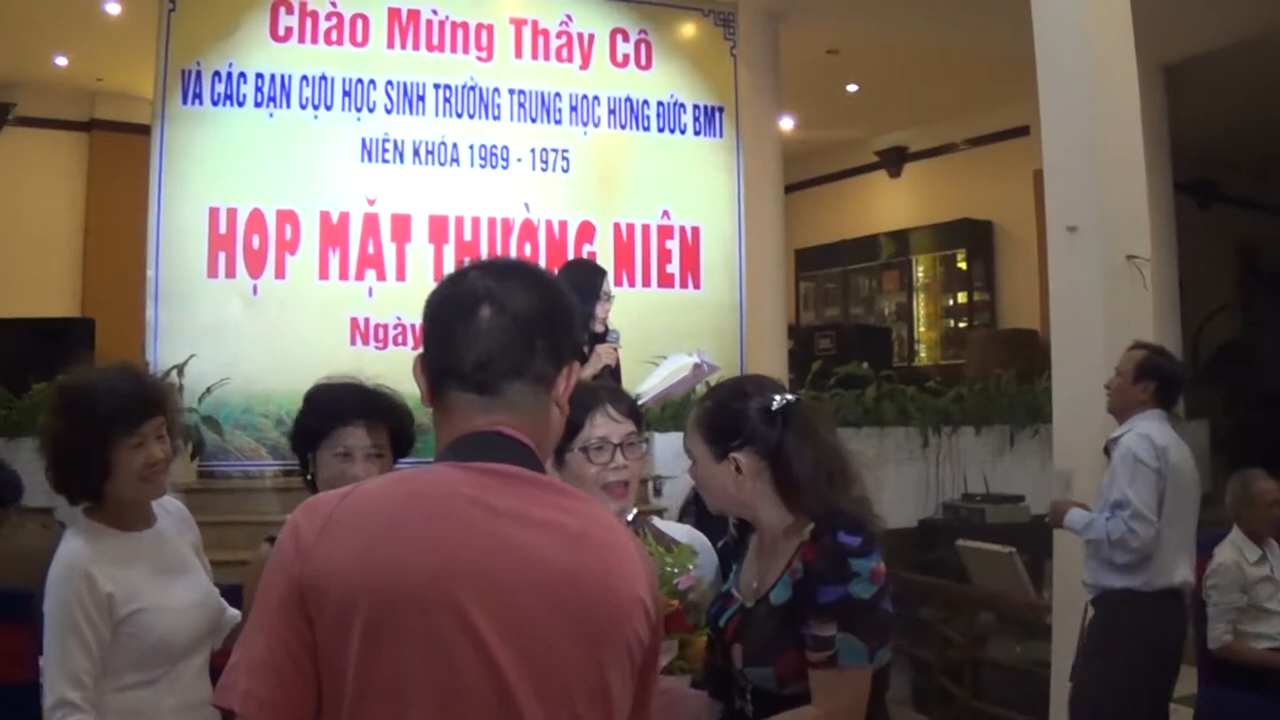 Chào Mừng Thầy Cô
VÀ CÁC BẠN CỰU HỌC SINH TRƯỜNG TRUNG HỌC HƯNG ĐỨC BMT
NIÊN KHÓA 1969 - 1975
HỌP MẶT THƯỜNG NIÊN
Ngày
JBL